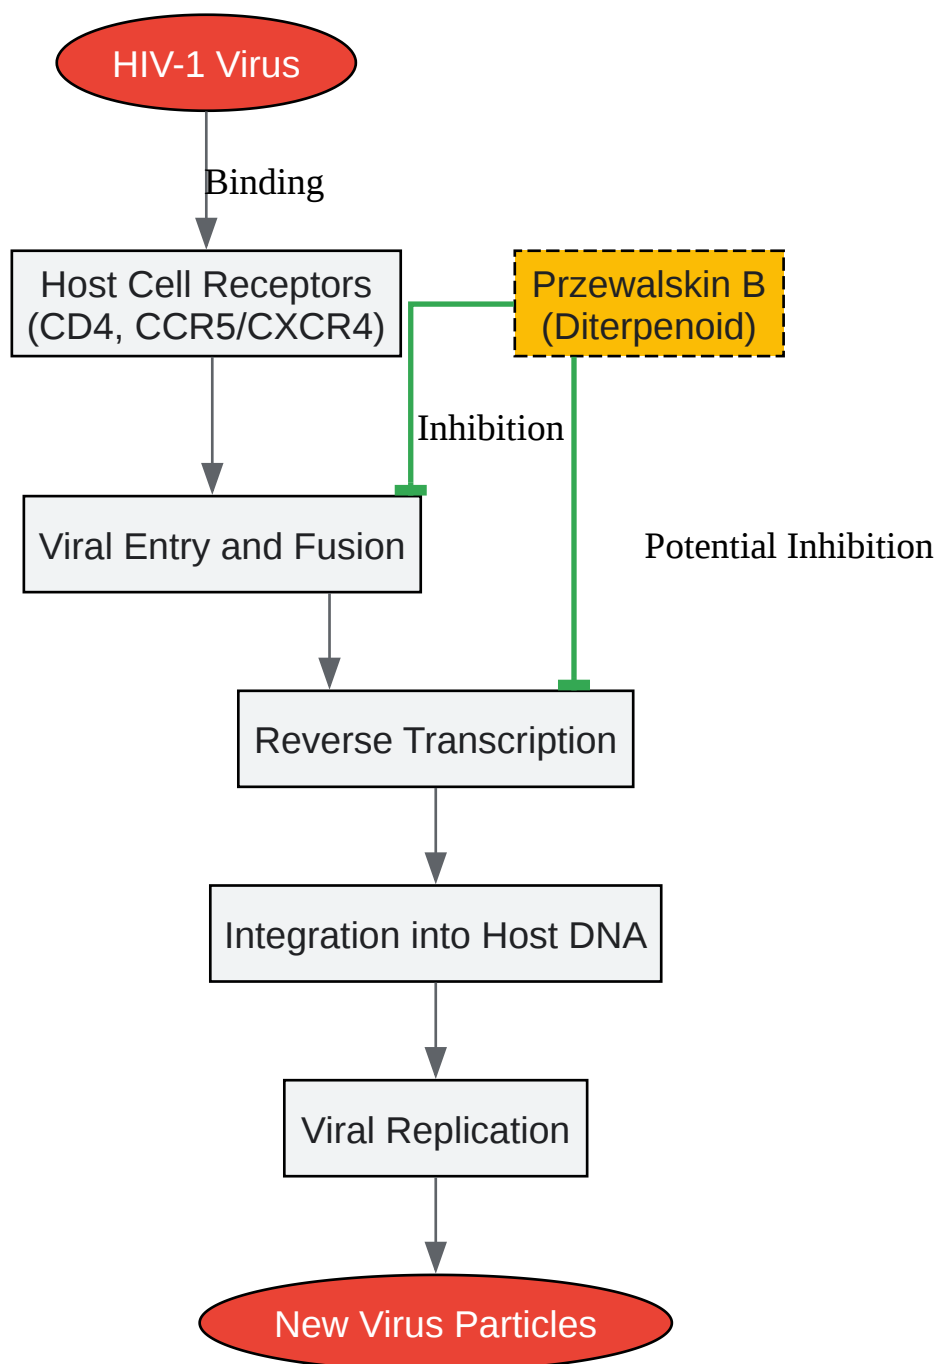 HIV-1 Virus
Binding
Host Cell Receptors
(CD4, CCR5/CXCR4)
Przewalskin B
(Diterpenoid)
Inhibition
Viral Entry and Fusion
Potential Inhibition
Reverse Transcription
Integration into Host DNA
Viral Replication
New Virus Particles